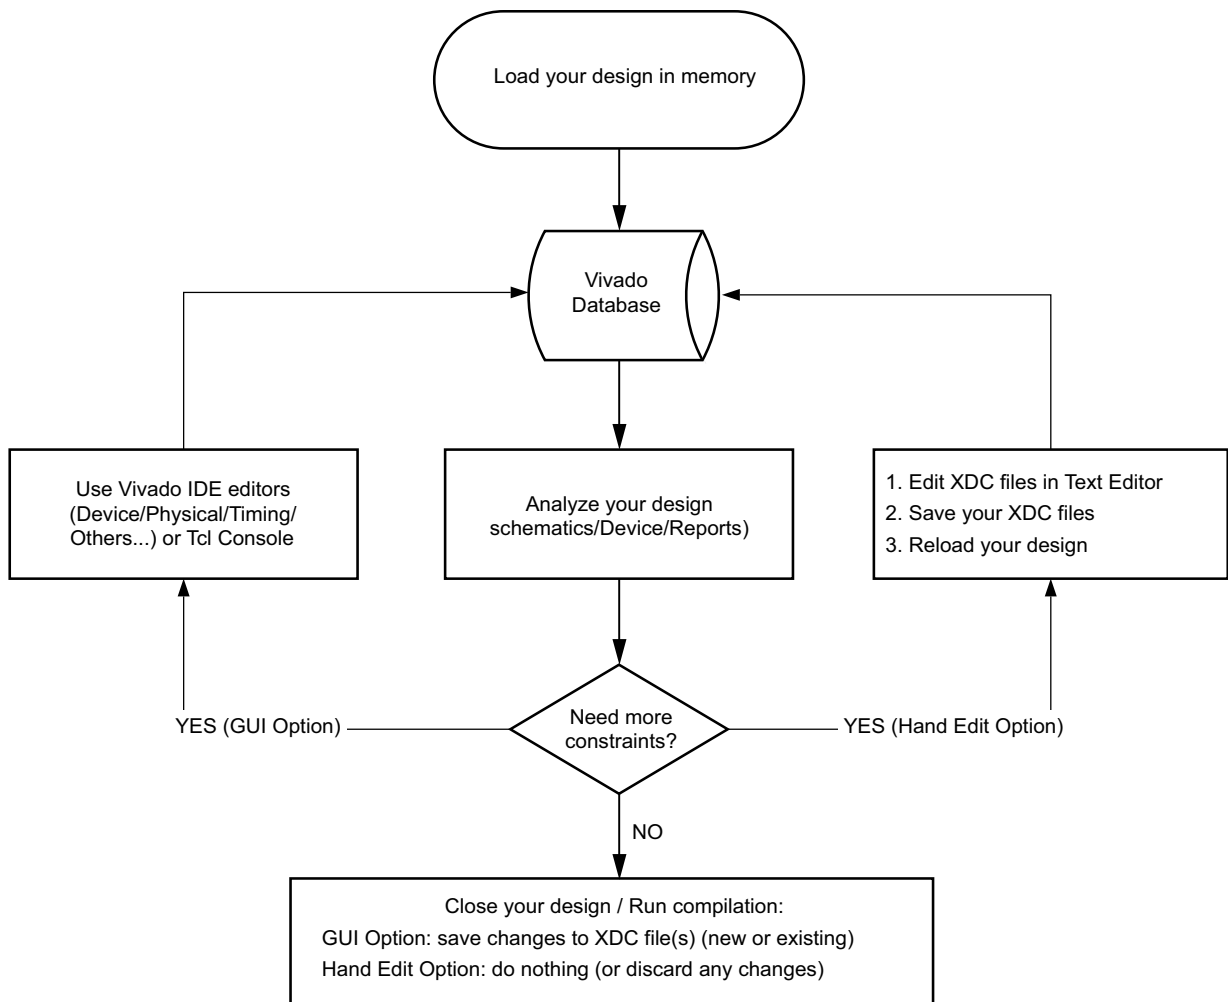 Load your design in memory
Vivado
Database
Use Vivado IDE editors
(Device/Physical/Timing/
Others...) or Tcl Console
Analyze your design
schematics/Device/Reports)
1. Edit XDC files in Text Editor
2. Save your XDC files
3. Reload your design
YES (GUI Option)
Need more
constraints?
YES (Hand Edit Option)
NO
Close your design / Run compilation:
GUI Option: save changes to XDC file(s) (new or existing)
Hand Edit Option: do nothing (or discard any changes)